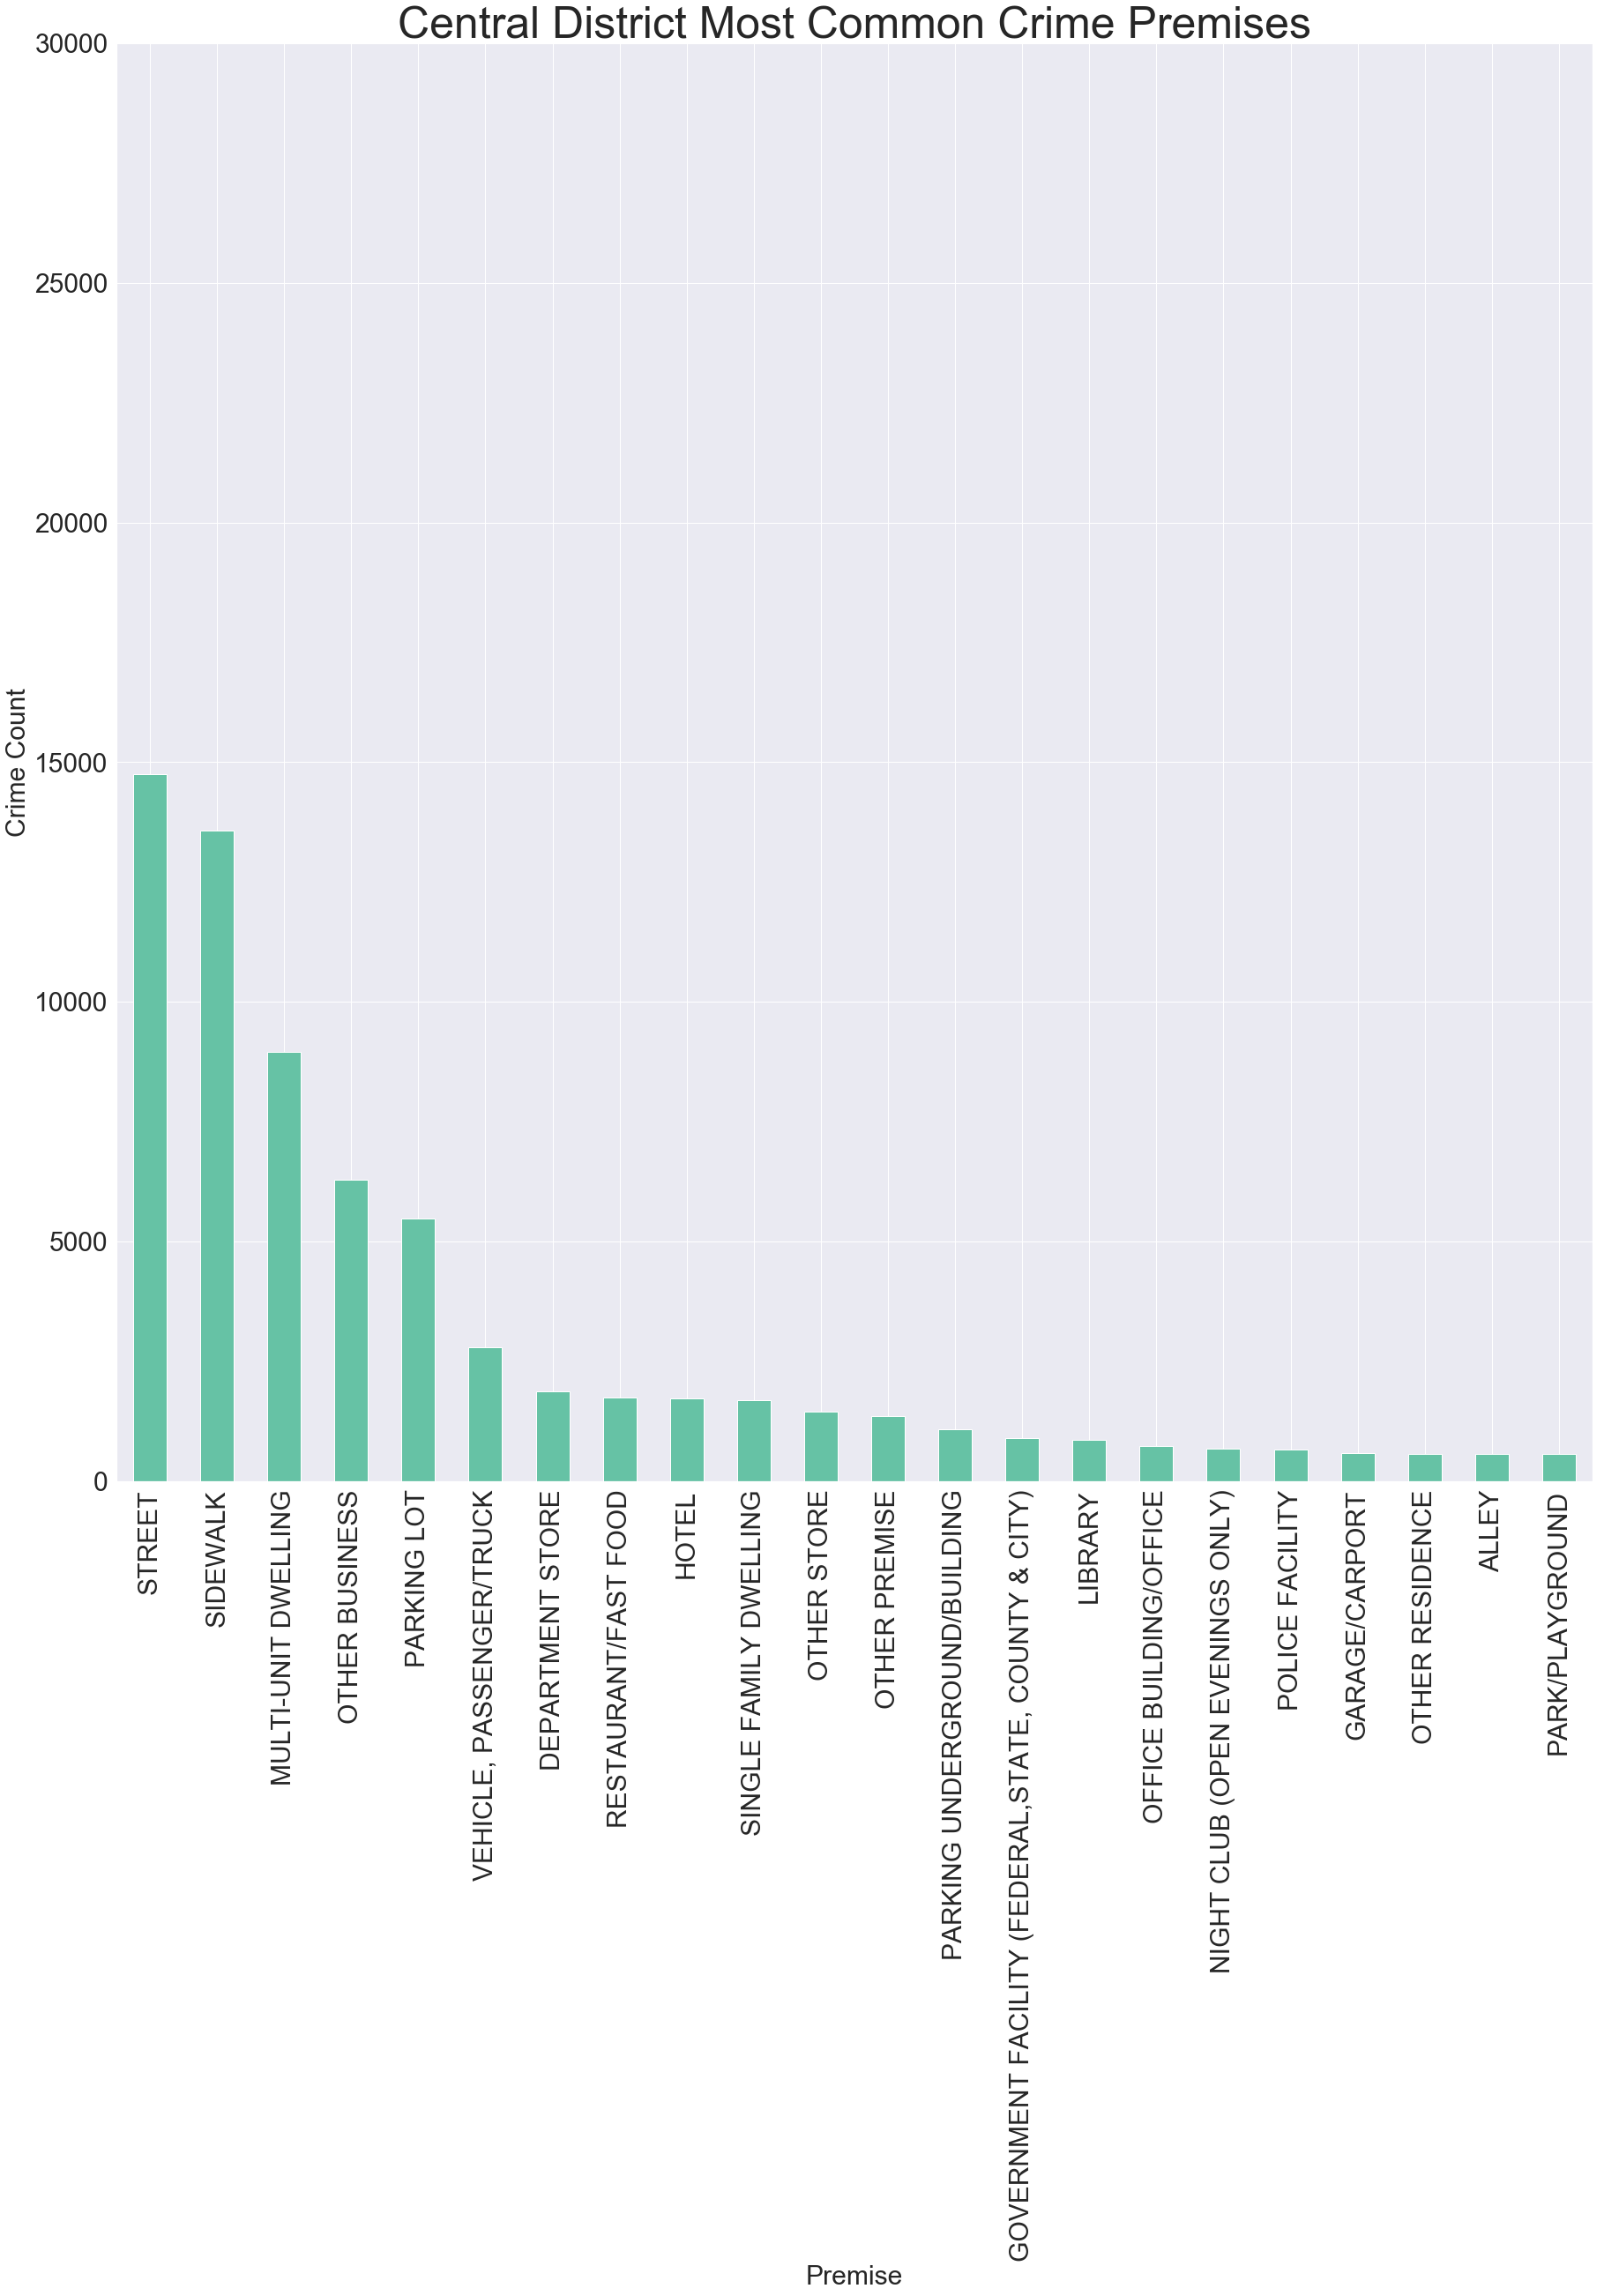 Central District Most Common Crime Premises
30000
25000
20000
15000
10000
5000
0
Crime Count
STREET
SIDEWALK
MULTI-UNIT DWELLING
OTHER BUSINESS
PARKING LOT
VEHICLE, PASSENGER/TRUCK
DEPARTMENT STORE
RESTAURANT/FAST FOOD
HOTEL
SINGLE FAMILY DWELLING
OTHER STORE
OTHER PREMISE
PARKING UNDERGROUND/BUILDING
GOVERNMENT FACILITY (FEDERAL,STATE, COUNTY & CITY)
LIBRARY
OFFICE BUILDING/OFFICE
NIGHT CLUB (OPEN EVENINGS ONLY)
POLICE FACILITY
GARAGE/CARPORT
OTHER RESIDENCE
ALLEY
PARK/PLAYGROUND
Premise